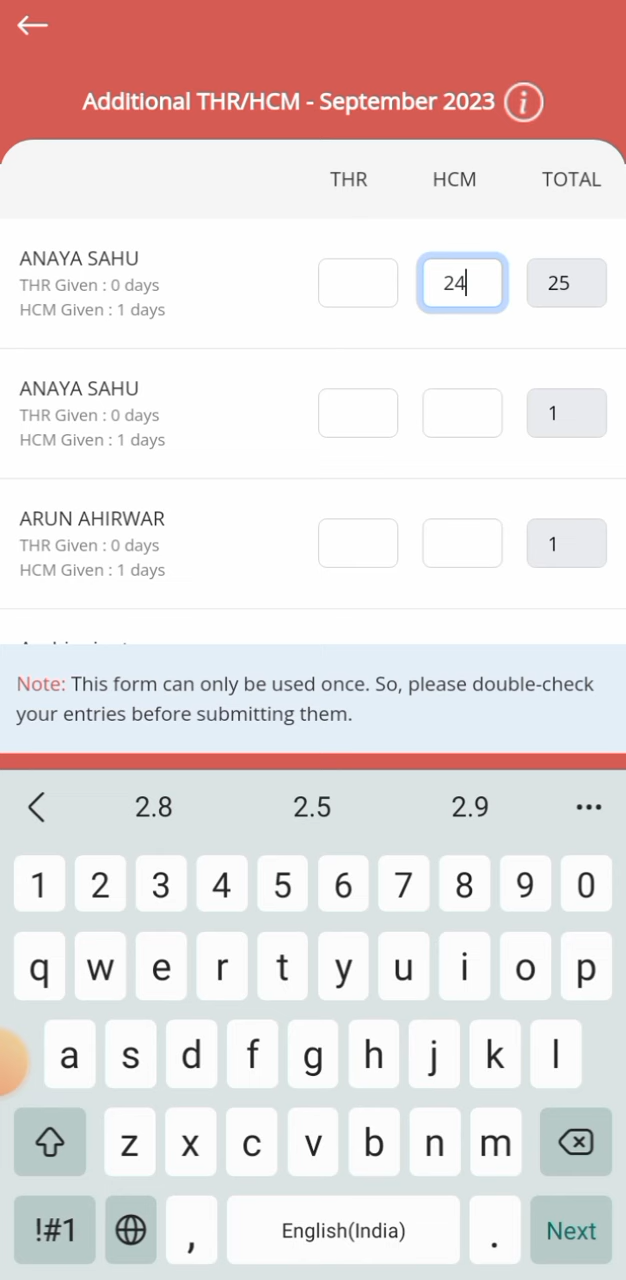 Additional THR/HCM - September 2023 i
THR HCM TOTAL
ANAYA SAHU
THR Given : 0 days
HCM Given : 1 days
24 25
ANAYA SAHU
THR Given : 0 days
HCM Given : 1 days
1
ARUN AHIRWAR
THR Given : 0 days
HCM Given : 1 days
1
Note: This form can only be used once. So, please double-check
your entries before submitting them.
2.8 2.5 2.9 •••
1 2 3 4 5 6 7 8 9 0
q w e r t y u i o p
a s d f g h j k l
z x c v b n m
!#1 , English(India) . Next